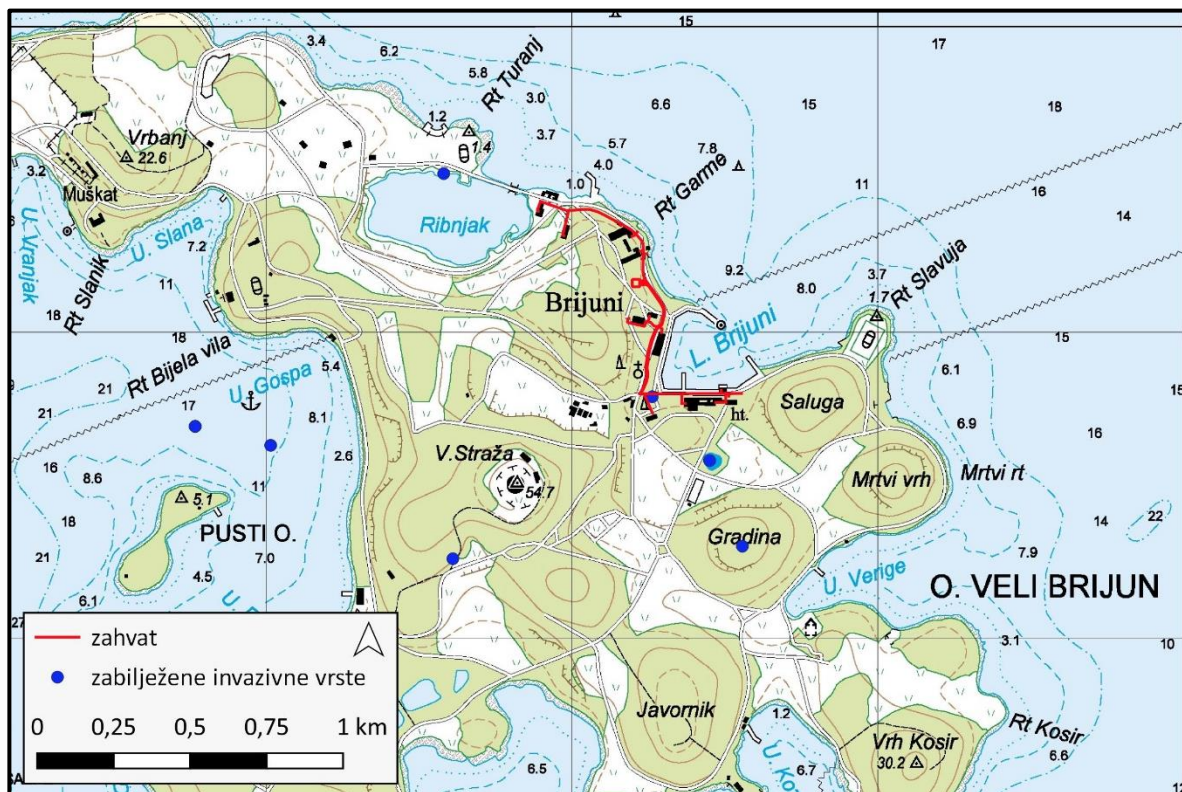 15
3.4
6.2
17
5.8
Rt Turanj
3.0
6.6
15
18
1.2
3.7
Vrbanj
1.4
5.7
22.6
7.8
3.2
4.0
Muškat
1.0
11
16
U. Slana
Ribnjak
Rt Garme
14
U. Vranjak
7.2
9.2
3.7
11
8.0
1.7
Rt Slavuja
18
Rt Slanik
Brijuni
L. Brijuni
18
15
Rt Bijela vila
5.4
21
U. Gospa
6.1
17
15
21
8.1
Saluga
ht.
6.9
2.6
16
16
V.Straža
8.6
11
54.7
Mrtvi vrh
Mrtvi rt
5.1
18
PUSTI O.
14
22
Gradina
21
7.0
7.9
4.5
U. Verige
O. VELI BRIJUN
6.1
27
zahvat
3.1
10
zabilježene invazivne vrste
Javornik
1.2
Rt Kosir
0 0,25 0,5 0,75 1 km
Vrh Kosir
30.2
6.6
6.5
6.7